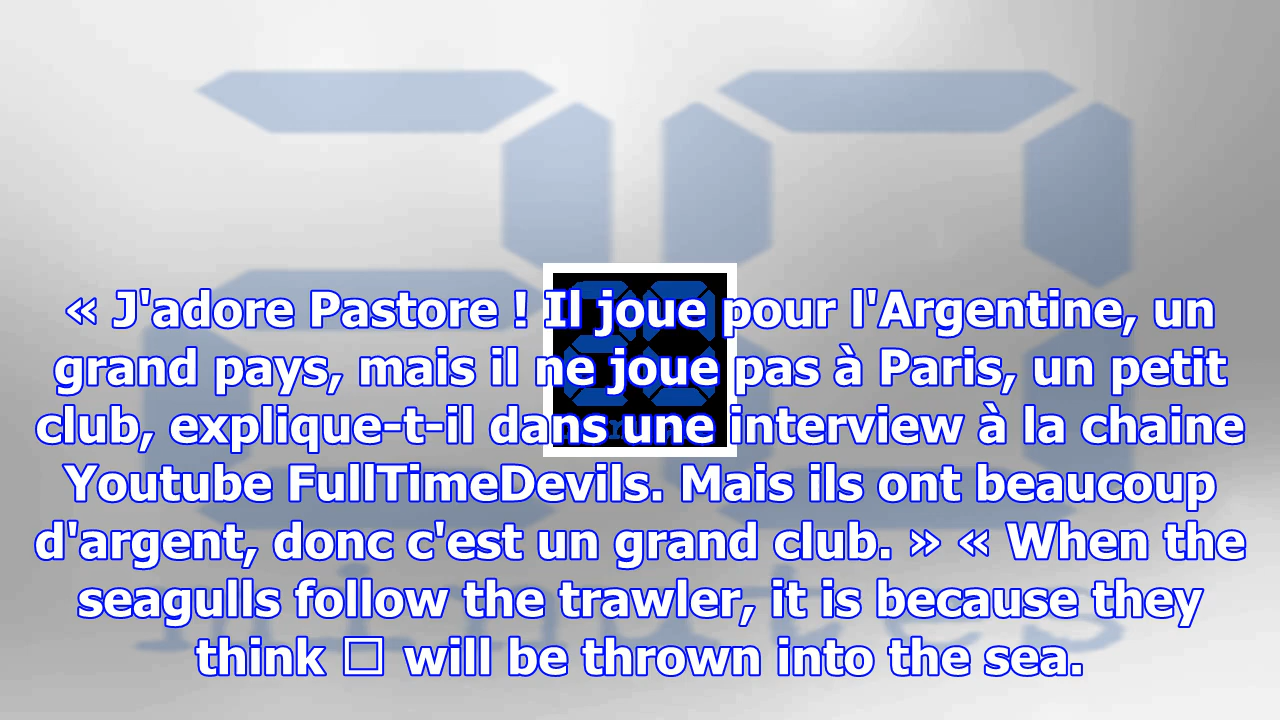 « J'adore Pastore ! Il joue pour l'Argentine, un
grand pays, mais il ne joue pas à Paris, un petit
club, explique-t-il dans une interview à la chaine
Youtube FullTimeDevils. Mais ils ont beaucoup
d'argent, donc c'est un grand club. » « When the
seagulls follow the trawler, it is because they
think □ will be thrown into the sea.
20
minutes